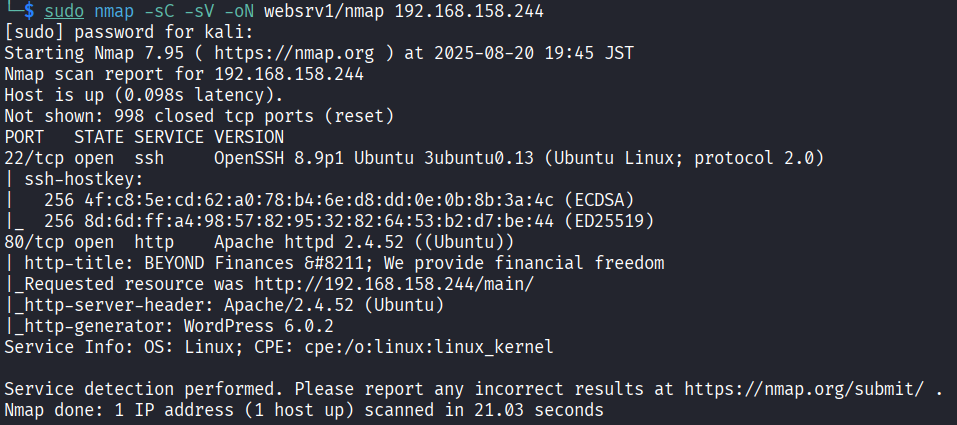 └─$ sudo nmap -sC -sV -oN websrv1/nmap 192.168.158.244
[sudo] password for kali:
Starting Nmap 7.95 ( https://nmap.org ) at 2025-08-20 19:45 JST
Nmap scan report for 192.168.158.244
Host is up (0.098s latency).
Not shown: 998 closed tcp ports (reset)
PORT   STATE SERVICE VERSION
22/tcp open  ssh     OpenSSH 8.9p1 Ubuntu 3ubuntu0.13 (Ubuntu Linux; protocol 2.0)
| ssh-hostkey:
|   256 4f:c8:5e:cd:62:a0:78:b4:6e:d8:dd:0e:0b:8b:3a:4c (ECDSA)
|_  256 8d:6d:ff:a4:98:57:82:95:32:82:64:53:b2:d7:be:44 (ED25519)
80/tcp open  http    Apache httpd 2.4.52 ((Ubuntu))
| http-title: BEYOND Finances &#8211; We provide financial freedom
|_Requested resource was http://192.168.158.244/main/
|_http-server-header: Apache/2.4.52 (Ubuntu)
|_http-generator: WordPress 6.0.2
Service Info: OS: Linux; CPE: cpe:/o:linux:linux_kernel

Service detection performed. Please report any incorrect results at https://nmap.org/submit/ .
Nmap done: 1 IP address (1 host up) scanned in 21.03 seconds